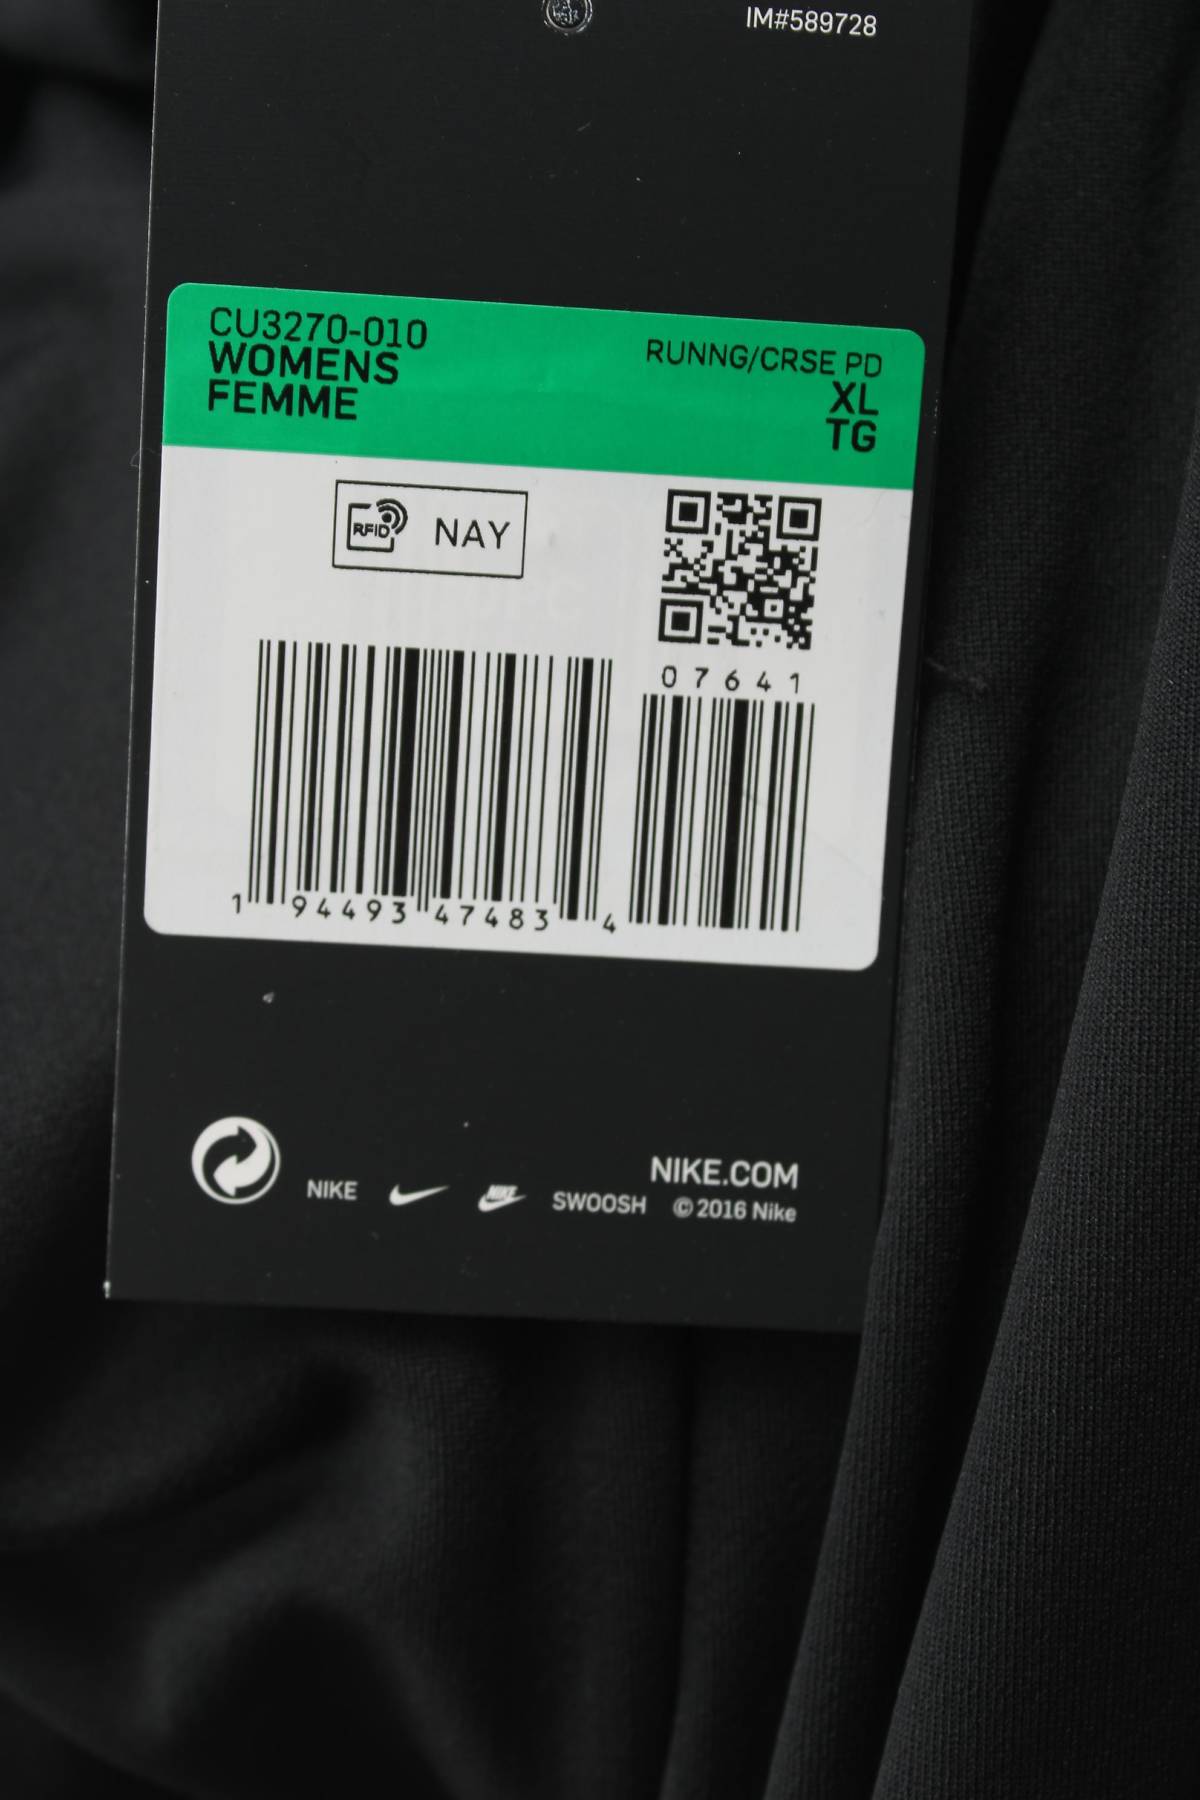 IM#589728
CU3270-010
WOMENS
FEMME
RUNNG/CRSE PD
XL
TG
RFID NAY
07641
1 94493 47483 4
NIKE.COM
NIKE NIKE SWOOSH © 2016 Nike